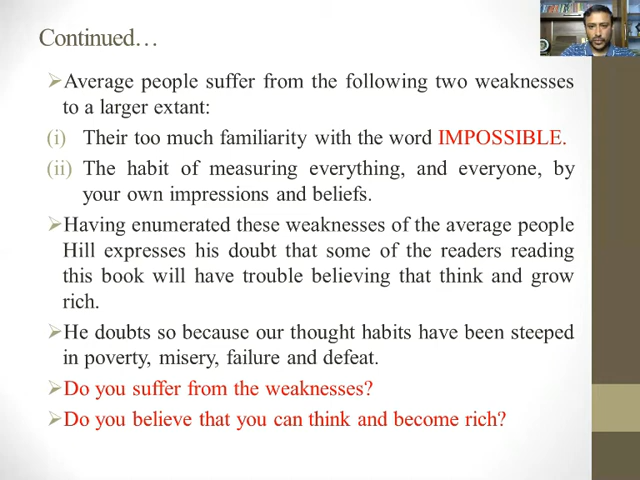 Continued…
➢Average people suffer from the following two weaknesses
to a larger extant:
(i) Their too much familiarity with the word IMPOSSIBLE.
(ii) The habit of measuring everything, and everyone, by
your own impressions and beliefs.
➢Having enumerated these weaknesses of the average people
Hill expresses his doubt that some of the readers reading
this book will have trouble believing that think and grow
rich.
➢He doubts so because our thought habits have been steeped
in poverty, misery, failure and defeat.
➢Do you suffer from the weaknesses?
➢Do you believe that you can think and become rich?